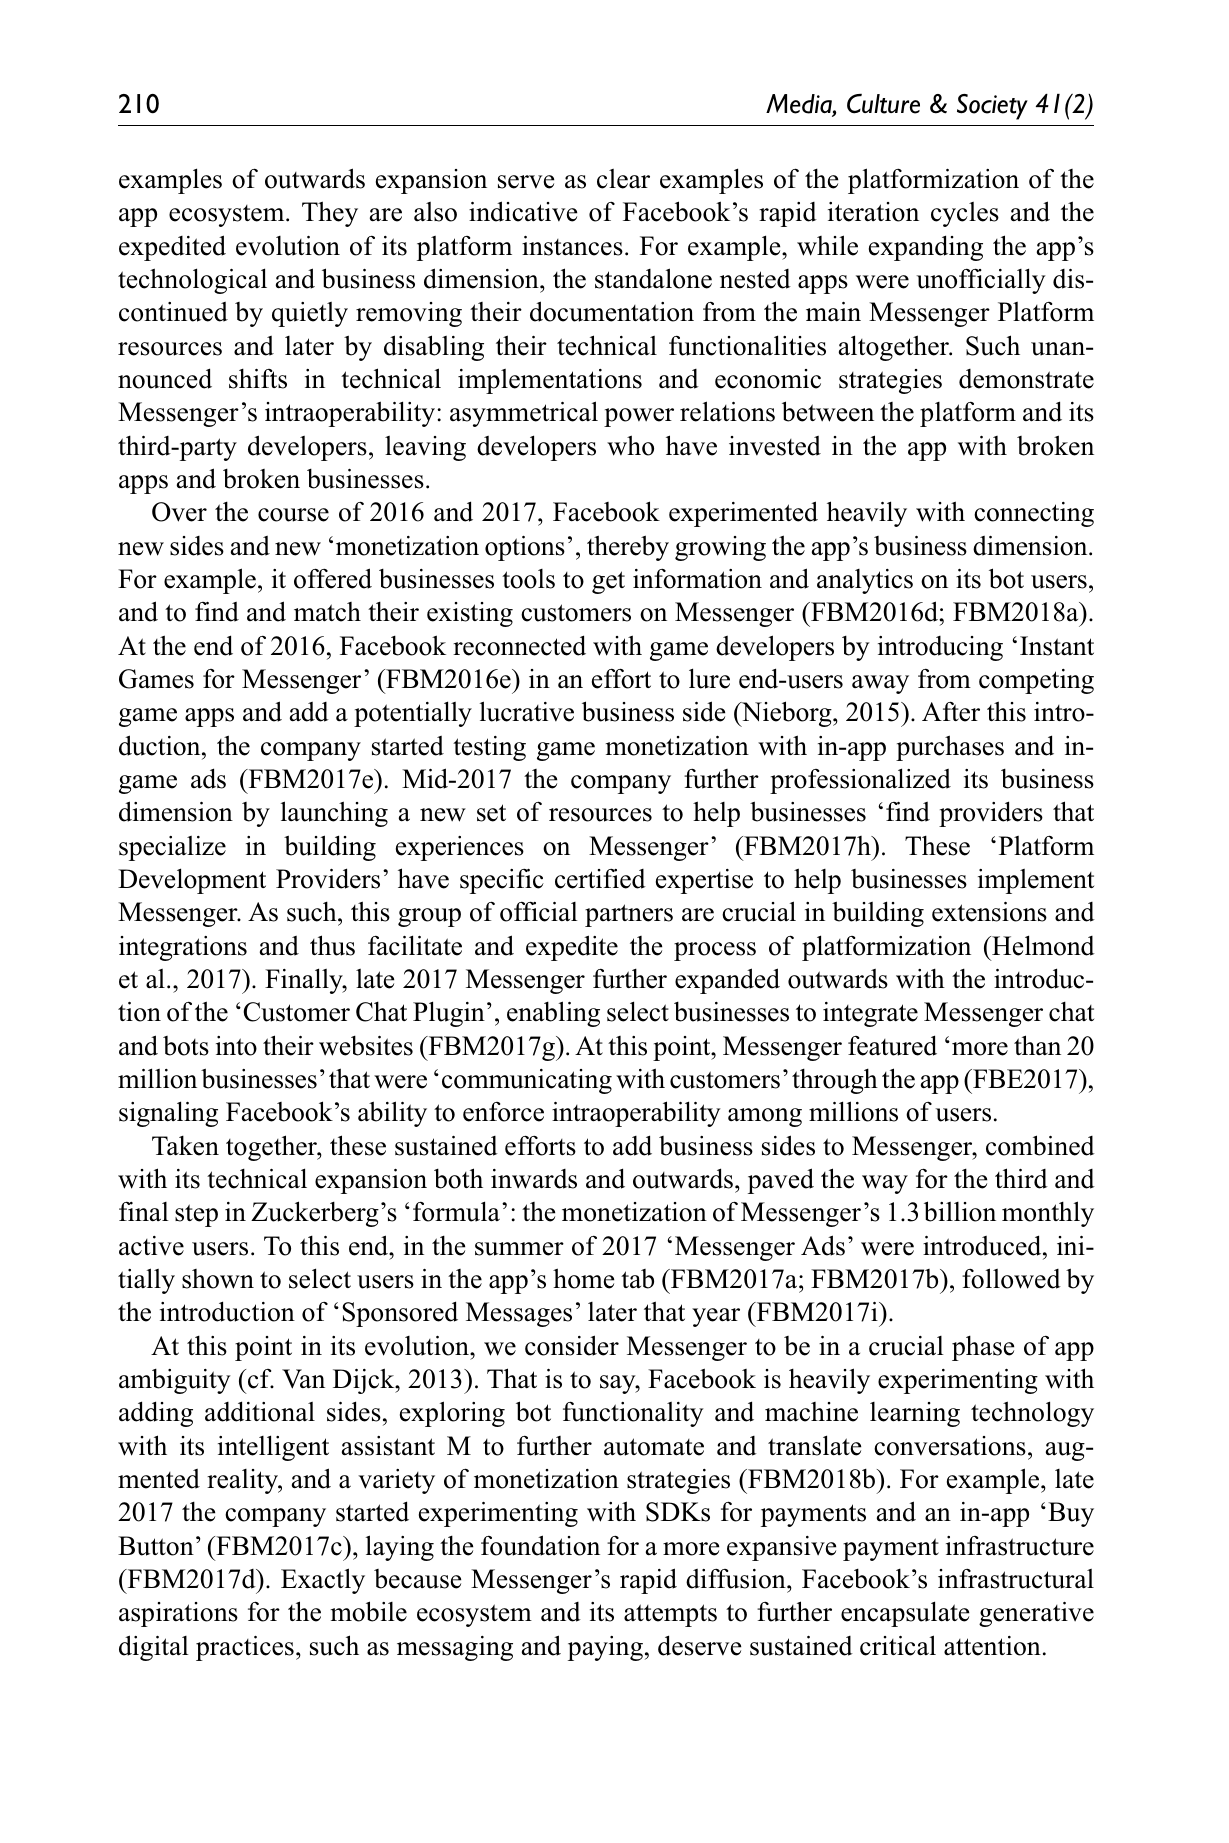 210
Media, Culture & Society 41(2)
examples of outwards expansion serve as clear examples of the platformization of the
app ecosystem. They are also indicative of Facebook’s rapid iteration cycles and the
expedited evolution of its platform instances. For example, while expanding the app’s
technological and business dimension, the standalone nested apps were unofficially dis-
continued by quietly removing their documentation from the main Messenger Platform
resources and later by disabling their technical functionalities altogether. Such unan-
nounced shifts in technical implementations and economic strategies demonstrate
Messenger’s intraoperability: asymmetrical power relations between the platform and its
third-party developers, leaving developers who have invested in the app with broken
apps and broken businesses.
Over the course of 2016 and 2017, Facebook experimented heavily with connecting
new sides and new ‘monetization options’, thereby growing the app’s business dimension.
For example, it offered businesses tools to get information and analytics on its bot users,
and to find and match their existing customers on Messenger (FBM2016d; FBM2018a).
At the end of 2016, Facebook reconnected with game developers by introducing ‘Instant
Games for Messenger’ (FBM2016e) in an effort to lure end-users away from competing
game apps and add a potentially lucrative business side (Nieborg, 2015). After this intro-
duction, the company started testing game monetization with in-app purchases and in-
game ads (FBM2017e). Mid-2017 the company further professionalized its business
dimension by launching a new set of resources to help businesses ‘find providers that
specialize in building experiences on Messenger’ (FBM2017h). These ‘Platform
Development Providers’ have specific certified expertise to help businesses implement
Messenger. As such, this group of official partners are crucial in building extensions and
integrations and thus facilitate and expedite the process of platformization (Helmond
et al., 2017). Finally, late 2017 Messenger further expanded outwards with the introduc-
tion of the ‘Customer Chat Plugin’, enabling select businesses to integrate Messenger chat
and bots into their websites (FBM2017g). At this point, Messenger featured ‘more than 20
million businesses’ that were ‘communicating with customers’ through the app (FBE2017),
signaling Facebook’s ability to enforce intraoperability among millions of users.
Taken together, these sustained efforts to add business sides to Messenger, combined
with its technical expansion both inwards and outwards, paved the way for the third and
final step in Zuckerberg’s ‘formula’: the monetization of Messenger’s 1.3 billion monthly
active users. To this end, in the summer of 2017 ‘Messenger Ads’ were introduced, ini-
tially shown to select users in the app’s home tab (FBM2017a; FBM2017b), followed by
the introduction of ‘Sponsored Messages’ later that year (FBM2017i).
At this point in its evolution, we consider Messenger to be in a crucial phase of app
ambiguity (cf. Van Dijck, 2013). That is to say, Facebook is heavily experimenting with
adding additional sides, exploring bot functionality and machine learning technology
with its intelligent assistant M to further automate and translate conversations, aug-
mented reality, and a variety of monetization strategies (FBM2018b). For example, late
2017 the company started experimenting with SDKs for payments and an in-app ‘Buy
Button’ (FBM2017c), laying the foundation for a more expansive payment infrastructure
(FBM2017d). Exactly because Messenger’s rapid diffusion, Facebook’s infrastructural
aspirations for the mobile ecosystem and its attempts to further encapsulate generative
digital practices, such as messaging and paying, deserve sustained critical attention.